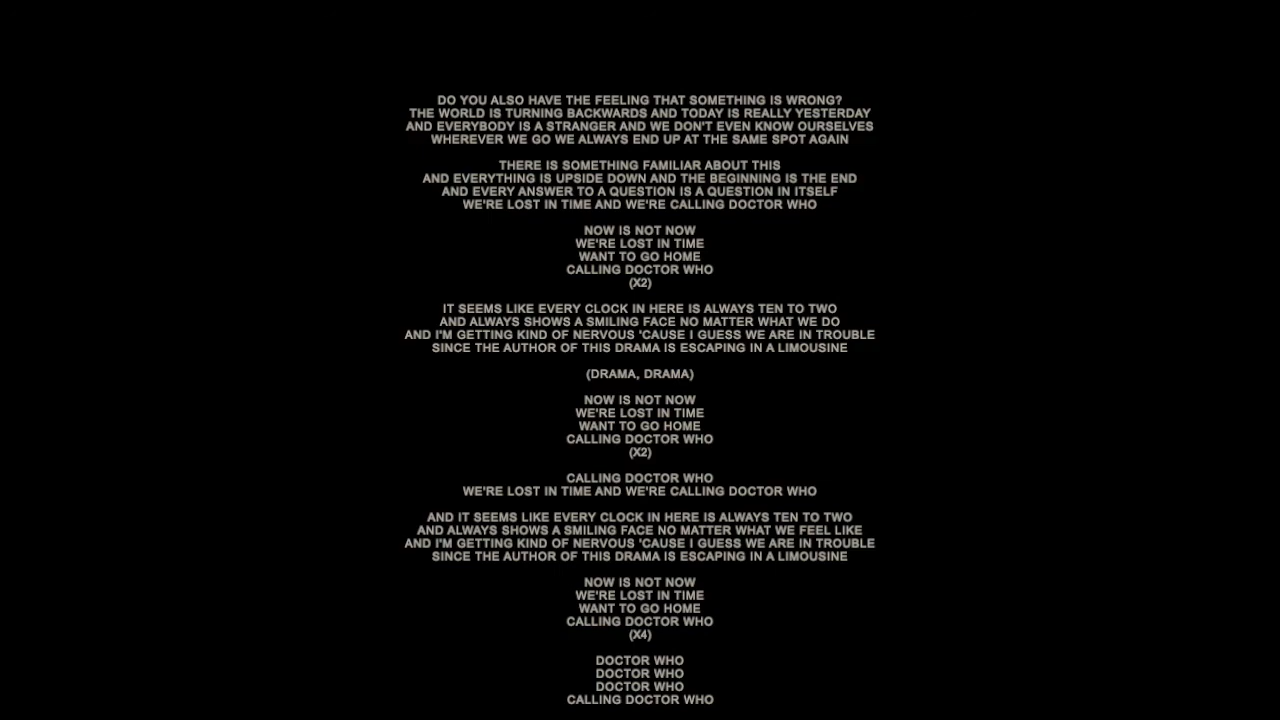 DO YOU ALSO HAVE THE FEELING THAT SOMETHING IS WRONG?
THE WORLD IS TURNING BACKWARDS AND TODAY IS REALLY YESTERDAY
AND EVERYBODY IS A STRANGER AND WE DON'T EVEN KNOW OURSELVES
WHEREVER WE GO WE ALWAYS END UP AT THE SAME SPOT AGAIN
THERE IS SOMETHING FAMILIAR ABOUT THIS
AND EVERYTHING IS UPSIDE DOWN AND THE BEGINNING IS THE END
AND EVERY ANSWER TO A QUESTION IS A QUESTION IN ITSELF
WE'RE LOST IN TIME AND WE'RE CALLING DOCTOR WHO
NOW IS NOT NOW
WE'RE LOST IN TIME
WANT TO GO HOME
CALLING DOCTOR WHO
(X2)
IT SEEMS LIKE EVERY CLOCK IN HERE IS ALWAYS TEN TO TWO
AND ALWAYS SHOWS A SMILING FACE NO MATTER WHAT WE DO
AND I'M GETTING KIND OF NERVOUS 'CAUSE I GUESS WE ARE IN TROUBLE
SINCE THE AUTHOR OF THIS DRAMA IS ESCAPING IN A LIMOUSINE
(DRAMA, DRAMA)
NOW IS NOT NOW
WE'RE LOST IN TIME
WANT TO GO HOME
CALLING DOCTOR WHO
(X2)
CALLING DOCTOR WHO
WE'RE LOST IN TIME AND WE'RE CALLING DOCTOR WHO
AND IT SEEMS LIKE EVERY CLOCK IN HERE IS ALWAYS TEN TO TWO
AND ALWAYS SHOWS A SMILING FACE NO MATTER WHAT WE FEEL LIKE
AND I'M GETTING KIND OF NERVOUS 'CAUSE I GUESS WE ARE IN TROUBLE
SINCE THE AUTHOR OF THIS DRAMA IS ESCAPING IN A LIMOUSINE
NOW IS NOT NOW
WE'RE LOST IN TIME
WANT TO GO HOME
CALLING DOCTOR WHO
(X4)
DOCTOR WHO
DOCTOR WHO
DOCTOR WHO
CALLING DOCTOR WHO